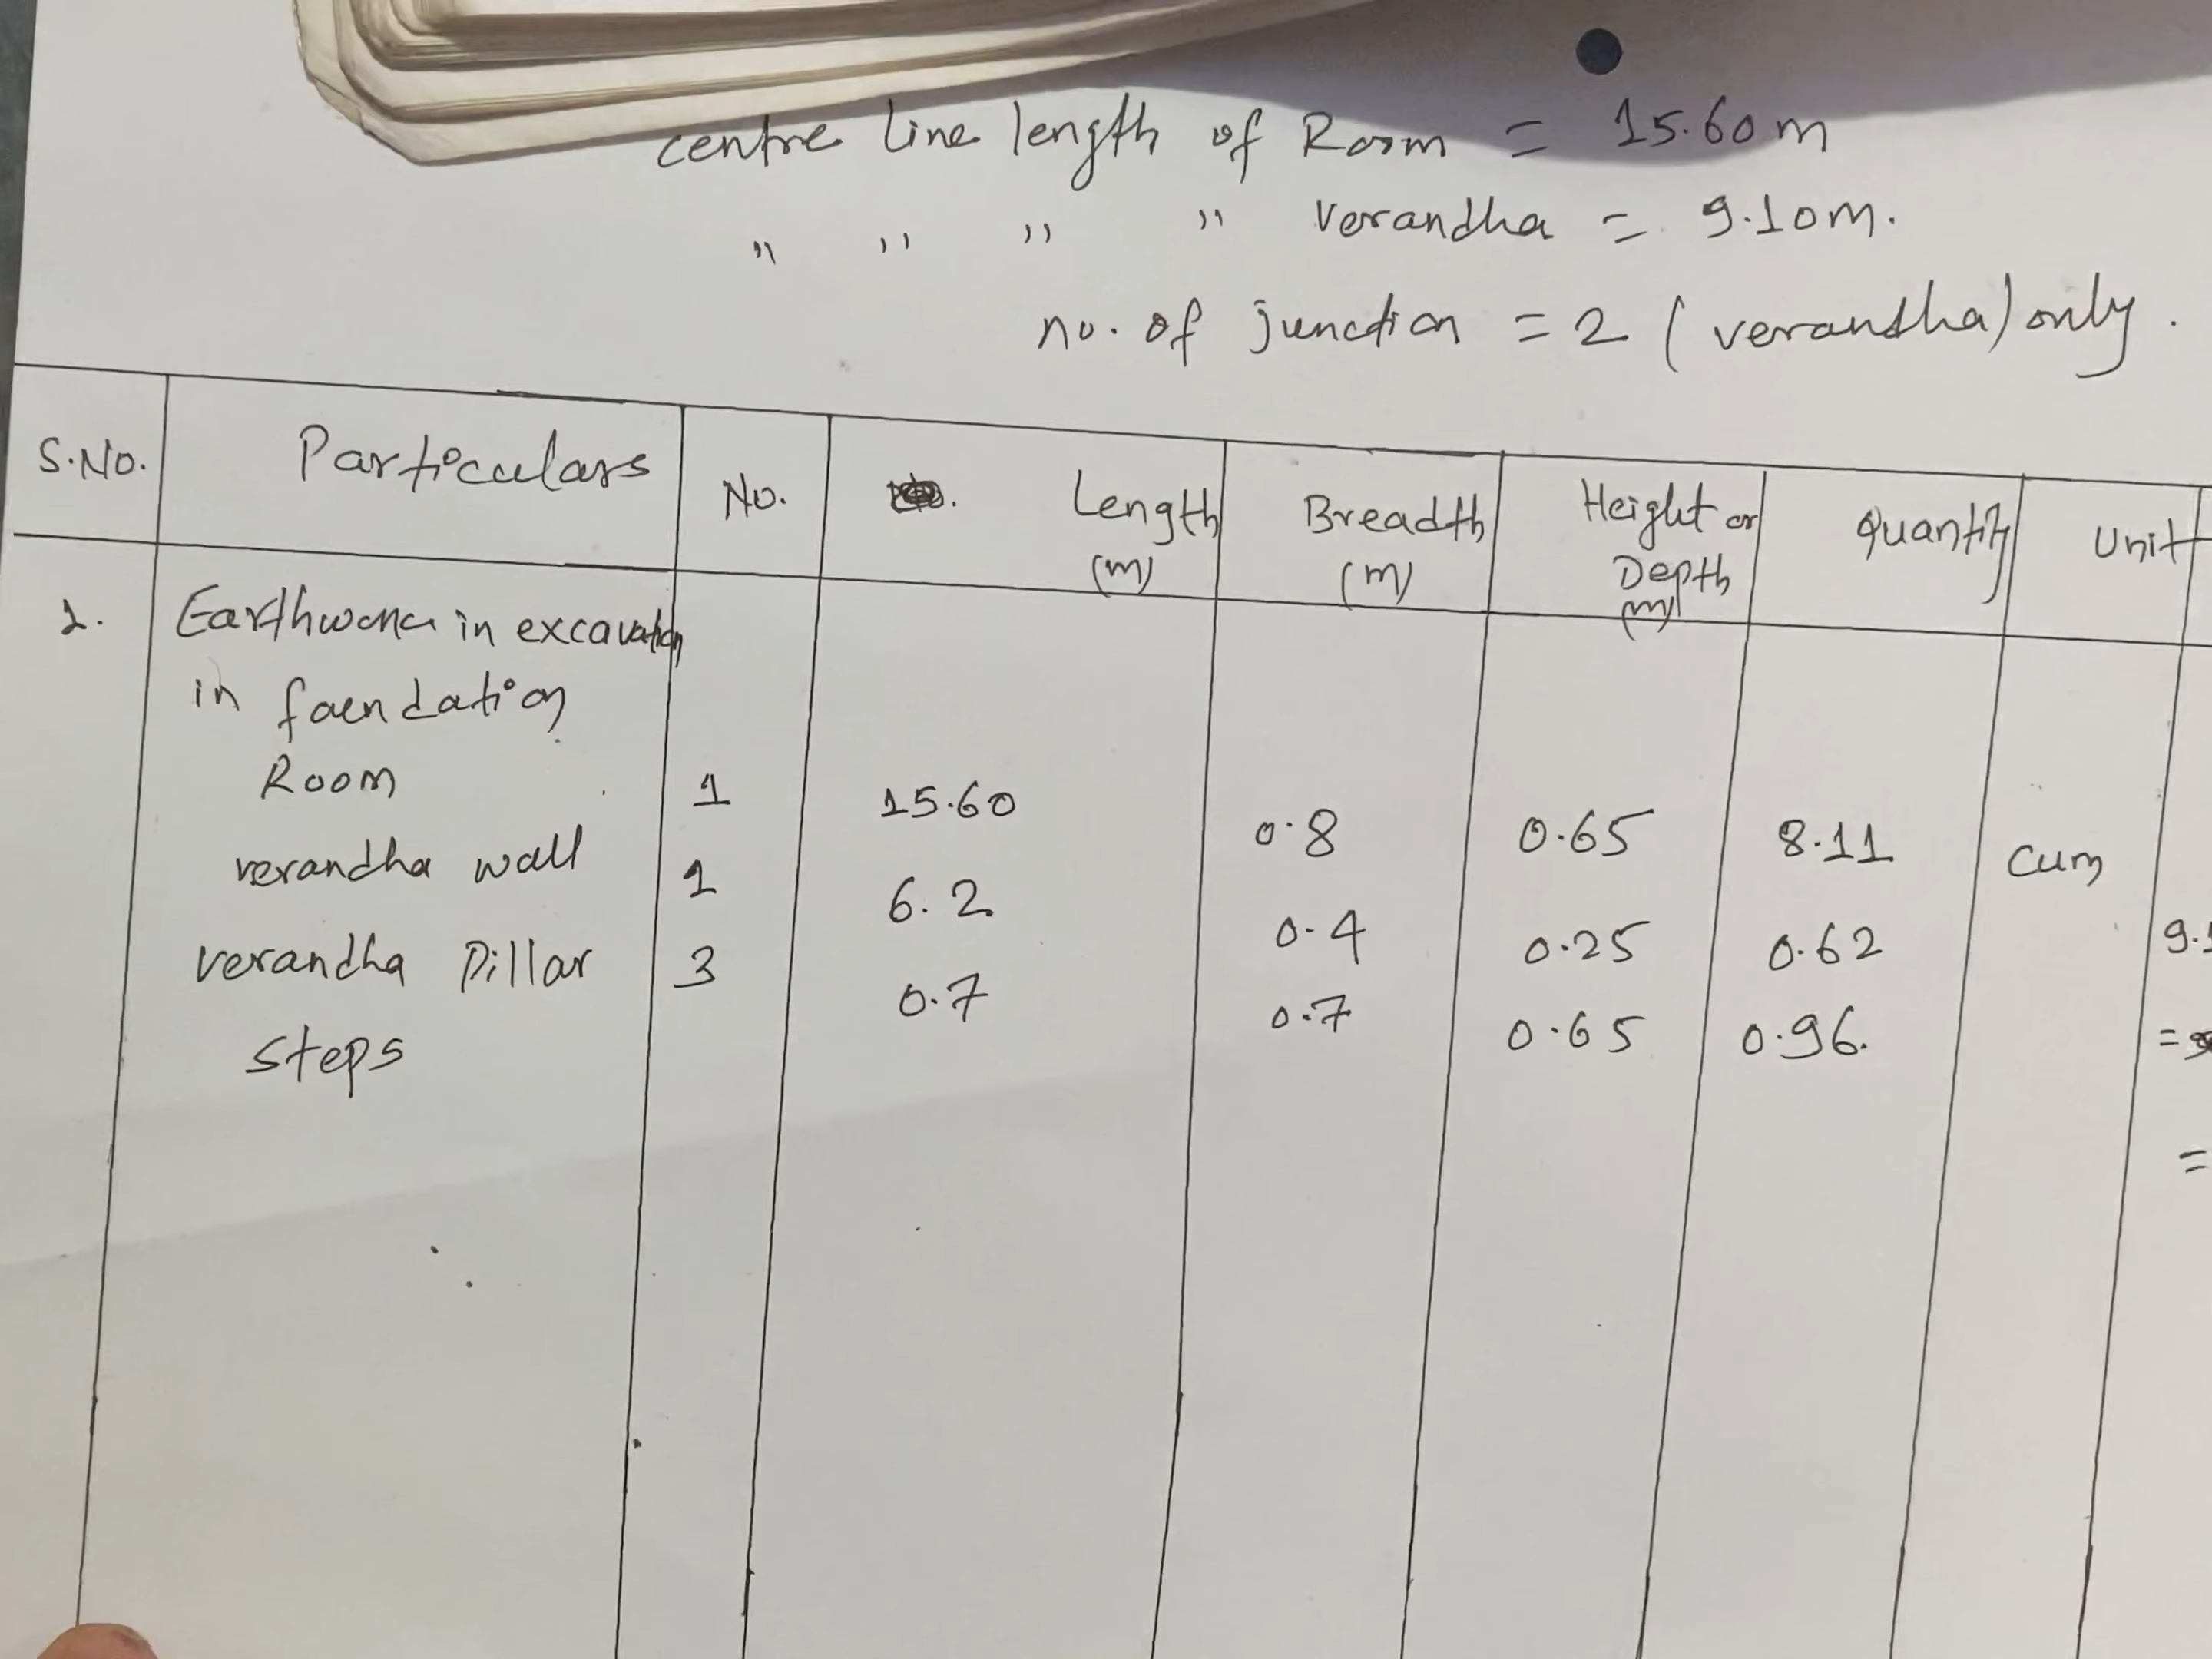 centre line length of Room = 15.60m
" " " " verandha = 9.10m.
no. of junction = 2 (verandha) only.
S.No. Particulars No. Length (m) Breadth (m) Height or Depth (m) Quantity Unit
1. in excavation
in foundation
Room 1 15.60 0.8 0.65 8.11 Cum
verandha wall 1 6.2 0.4 0.25 0.62
verandha Pillar 3 0.7 0.7 0.65 0.96.
steps
=
=